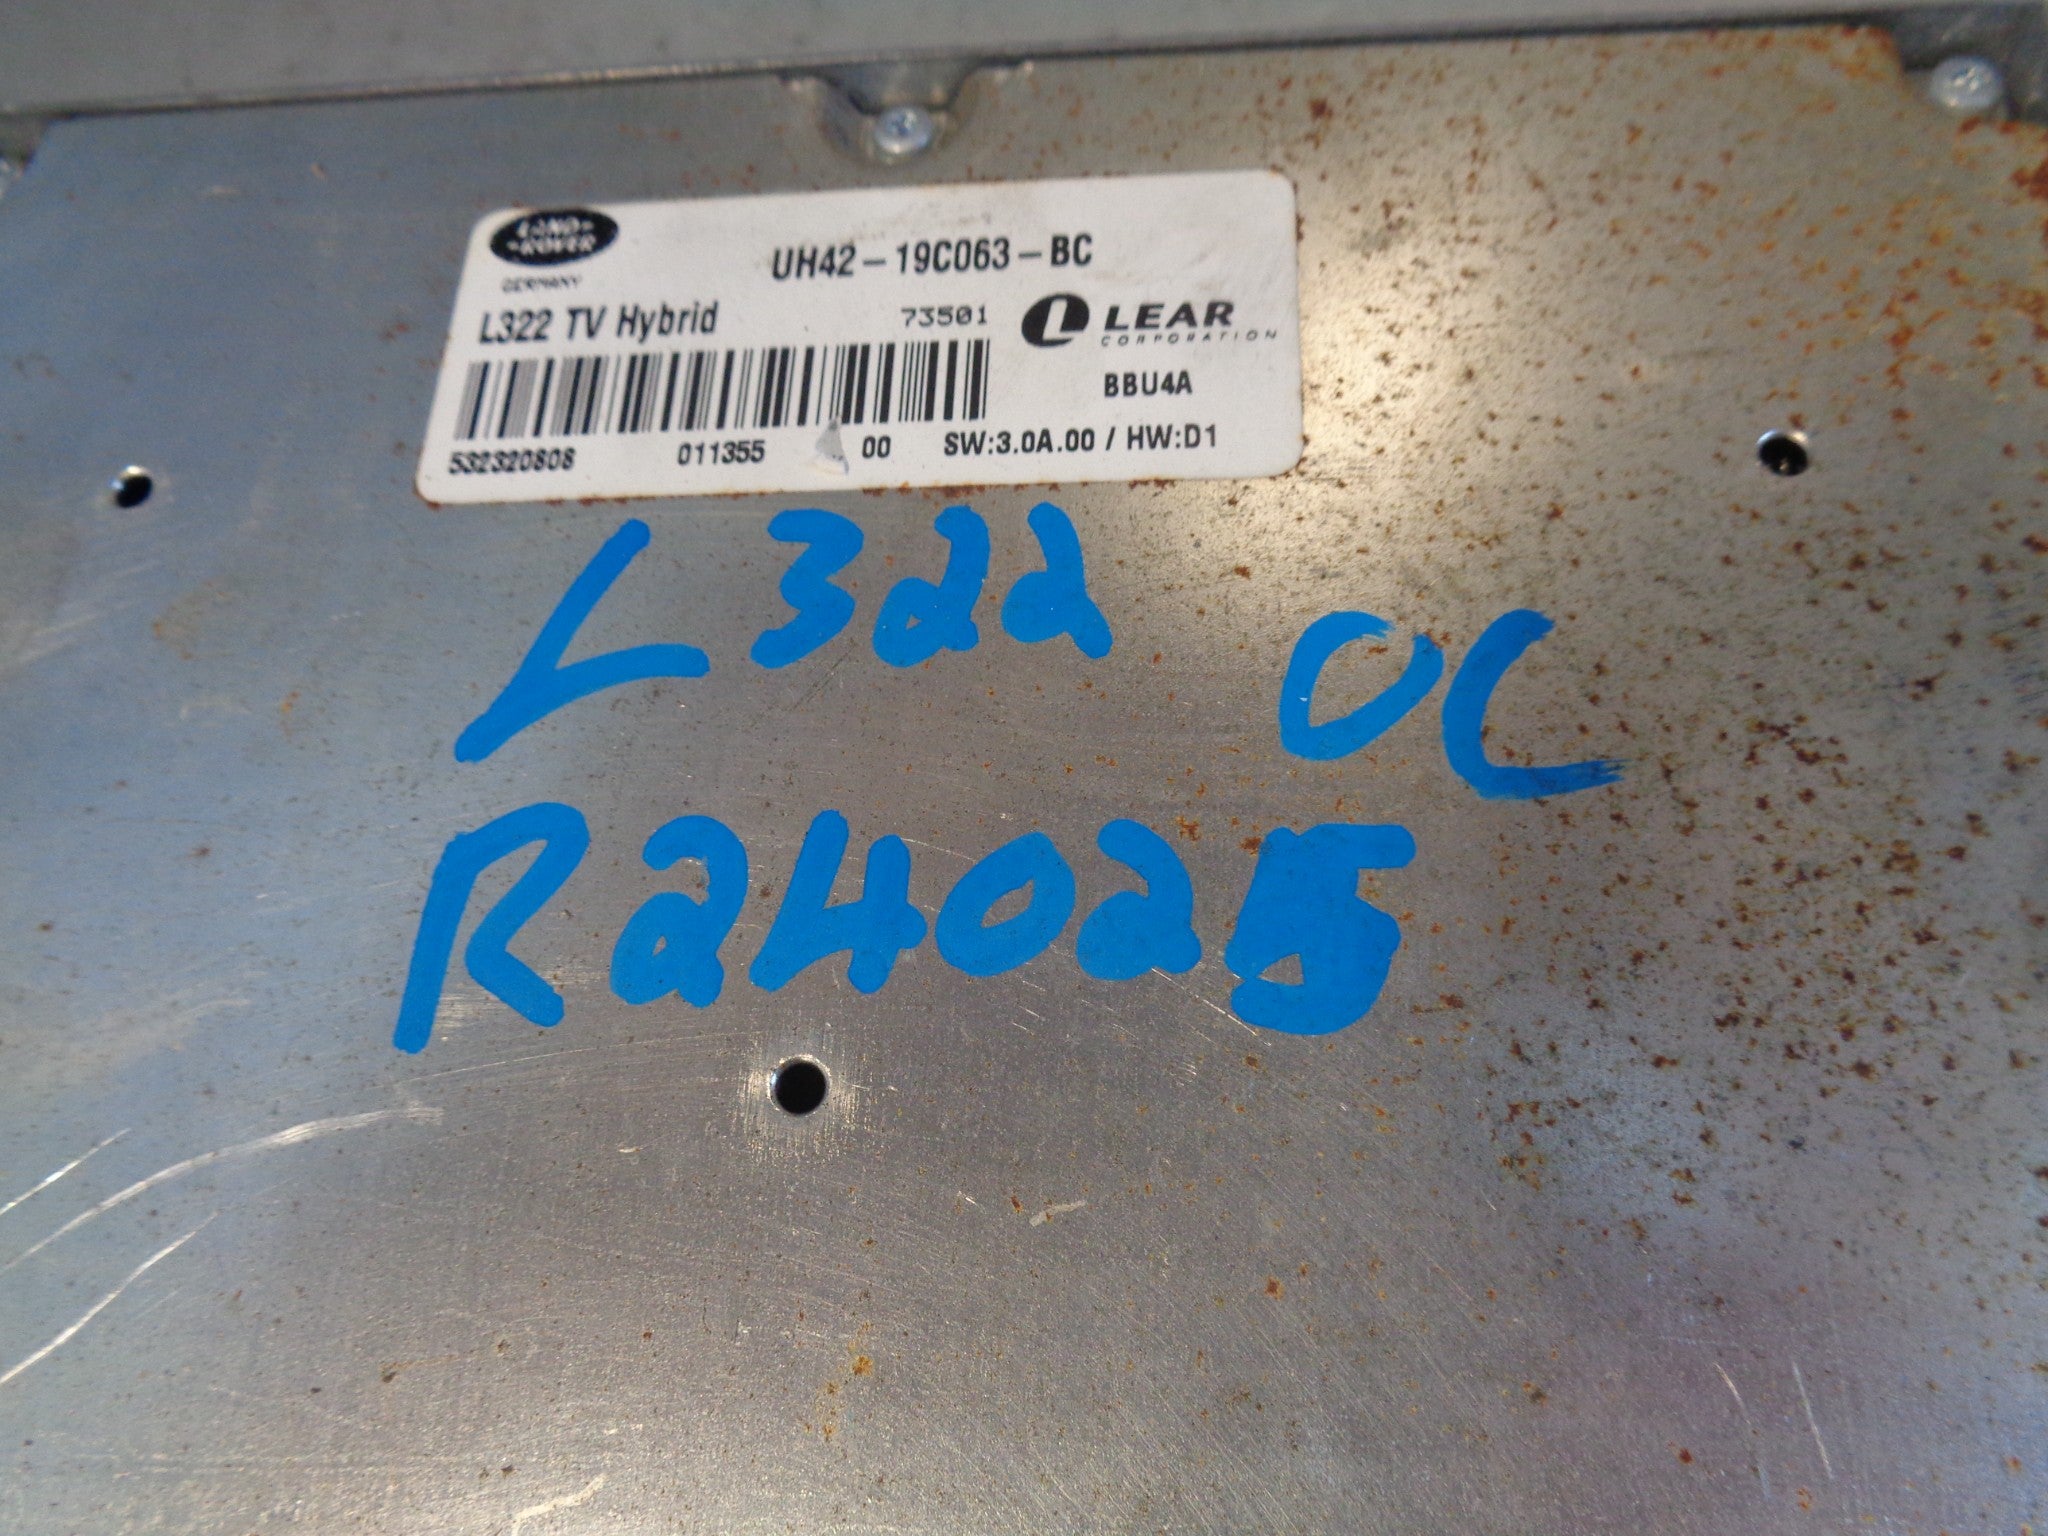 LAND ROVER
GERMANY
UH42-19C063-BC
L322 TV Hybrid
73501
LEAR
CORPORATION
BBU4A
532320808 011355 00 SW:3.0A.00 / HW:D1
L322 OC
R24025